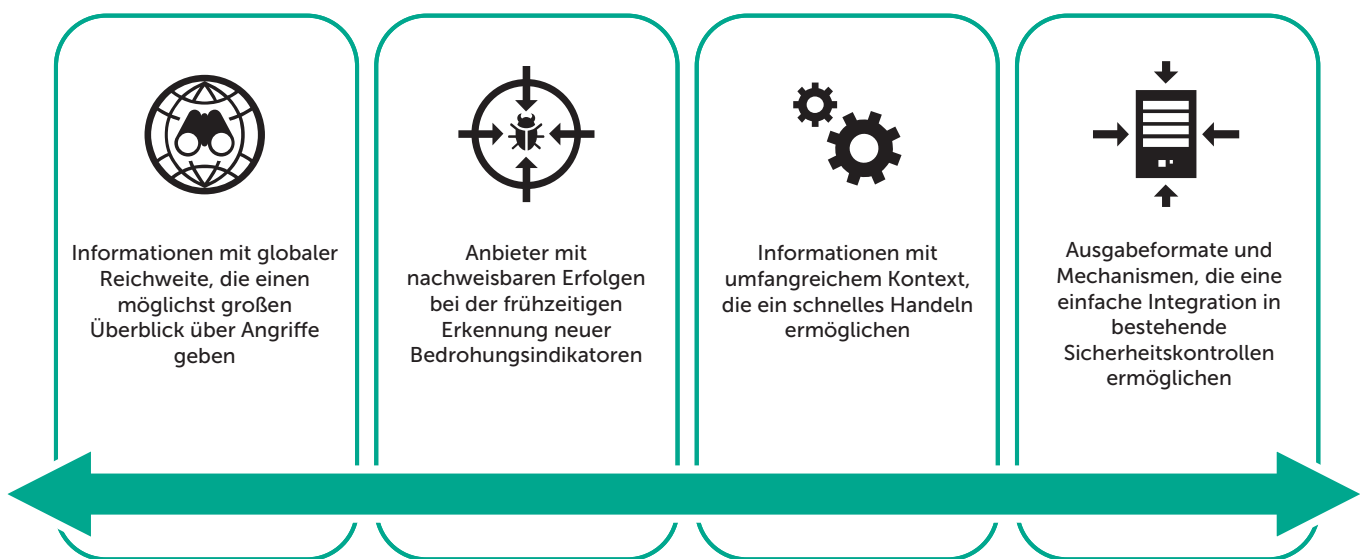 Informationen mit globaler
Reichweite, die einen
möglichst großen
Überblick über Angriffe
geben
Anbieter mit
nachweisbaren Erfolgen
bei der frühzeitigen
Erkennung neuer
Bedrohungsindikatoren
Informationen mit
umfangreichem Kontext,
die ein schnelles Handeln
ermöglichen
Ausgabeformate und
Mechanismen, die eine
einfache Integration in
bestehende
Sicherheitskontrollen
ermöglichen